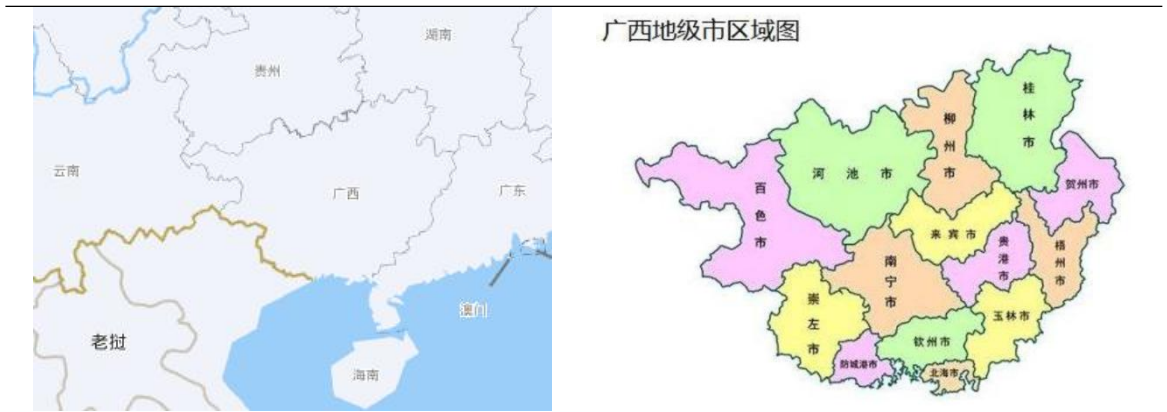 湖南
贵州
云南
广西
广东
澳门
老挝
海南
广西地级市区域图
桂林市
柳州市
河池市
贺州市
百色市
来宾市
贵港市
梧州市
南宁市
崇左市
玉林市
钦州市
防城港市
北海市